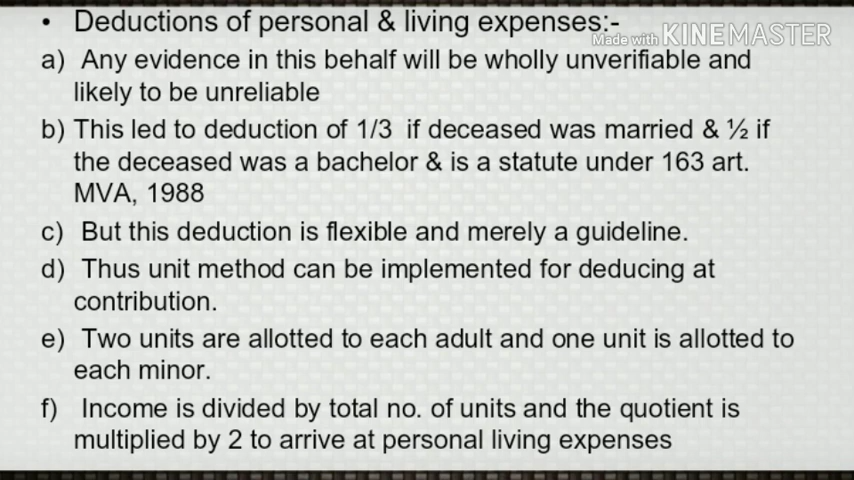 • Deductions of personal & living expenses:-
Made with KINEMASTER
a) Any evidence in this behalf will be wholly unverifiable and
likely to be unreliable
b) This led to deduction of 1/3 if deceased was married & ½ if
the deceased was a bachelor & is a statute under 163 art.
MVA, 1988
c) But this deduction is flexible and merely a guideline.
d) Thus unit method can be implemented for deducing at
contribution.
e) Two units are allotted to each adult and one unit is allotted to
each minor.
f) Income is divided by total no. of units and the quotient is
multiplied by 2 to arrive at personal living expenses